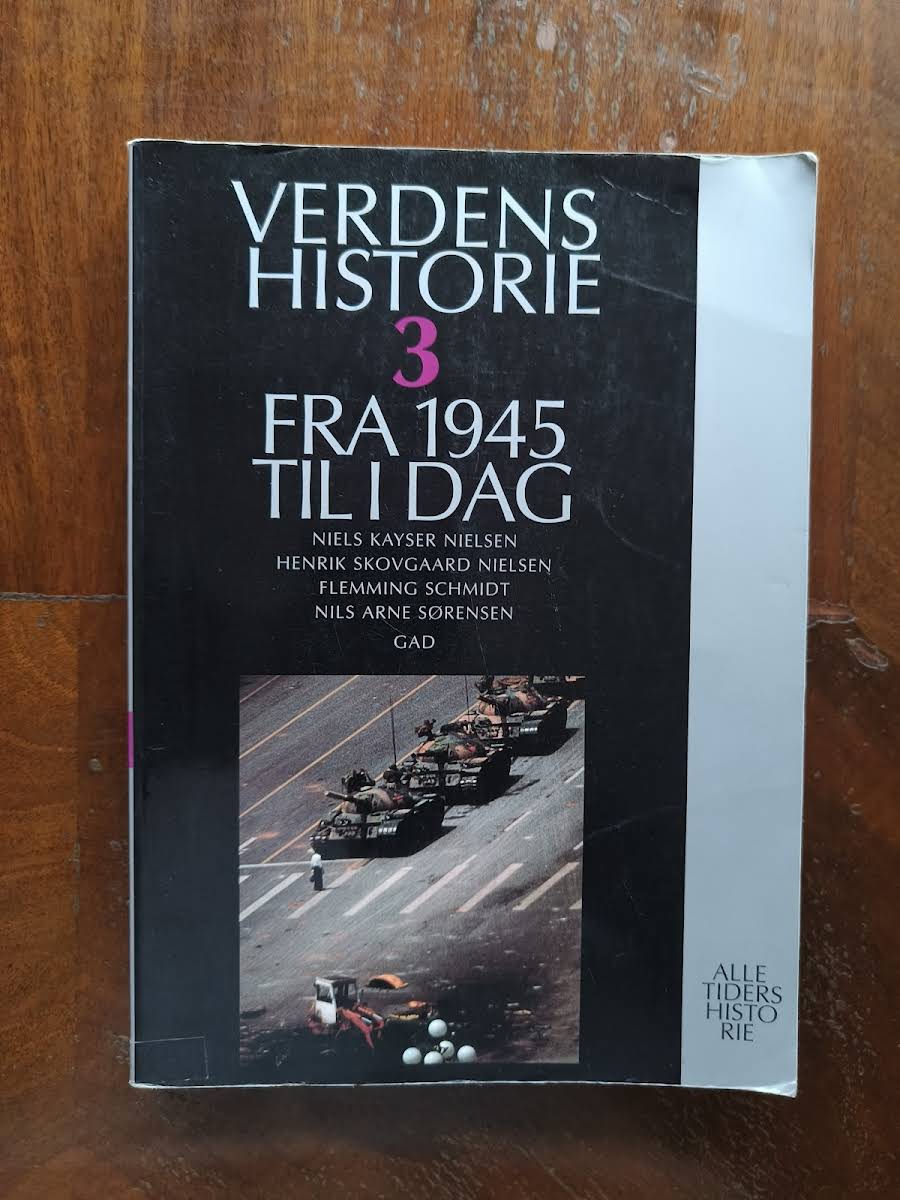 VERDENS
HISTORIE
3
FRA 1945
TIL I DAG
NIELS KAYSER NIELSEN
HENRIK SKOVGAARD NIELSEN
FLEMMING SCHMIDT
NILS ARNE SØRENSEN
GAD
ALLE
TIDERS
HISTO
RIE